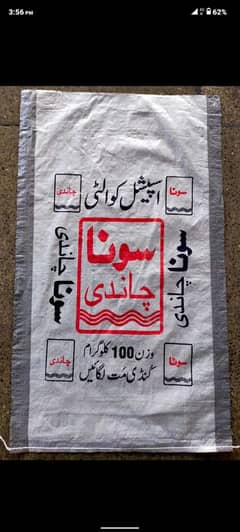 3:56 PM
62%
اسپیشل کوالٹی
چاندی
سونا
سونا
چاندی
سونا چاندی
سونا چاندی
وزن 100 کلوگرام
کنڈی مت لگائیں
چاندی
سونا